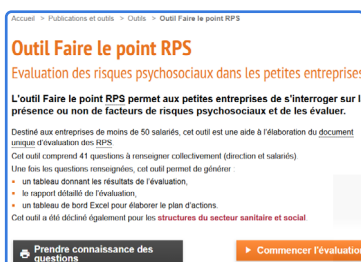 Accueil > Publications et outils > Outils > Outil Faire le point RPS
Outil Faire le point RPS
Evaluation des risques psychosociaux dans les petites entreprises
L'outil Faire le point RPS permet aux petites entreprises de s'interroger sur l
présence ou non de facteurs de risques psychosociaux et de les évaluer.
Destiné aux entreprises de moins de 50 salariés, cet outil est une aide à l'élaboration du document
unique d'évaluation des RPS.
Cet outil comprend 41 questions à renseigner collectivement (direction et salariés)
Une fois les questions renseignées, cet outil permet de générer :
un tableau donnant les résultats de l'évaluation,
le rapport détaillé de l'évaluation,
un tableau de bord Excel pour élaborer le plan d'actions.
Cet outil a été décliné également pour les structures du secteur sanitaire et social
Prendre connaissance des
questions
Commencer l'évaluation